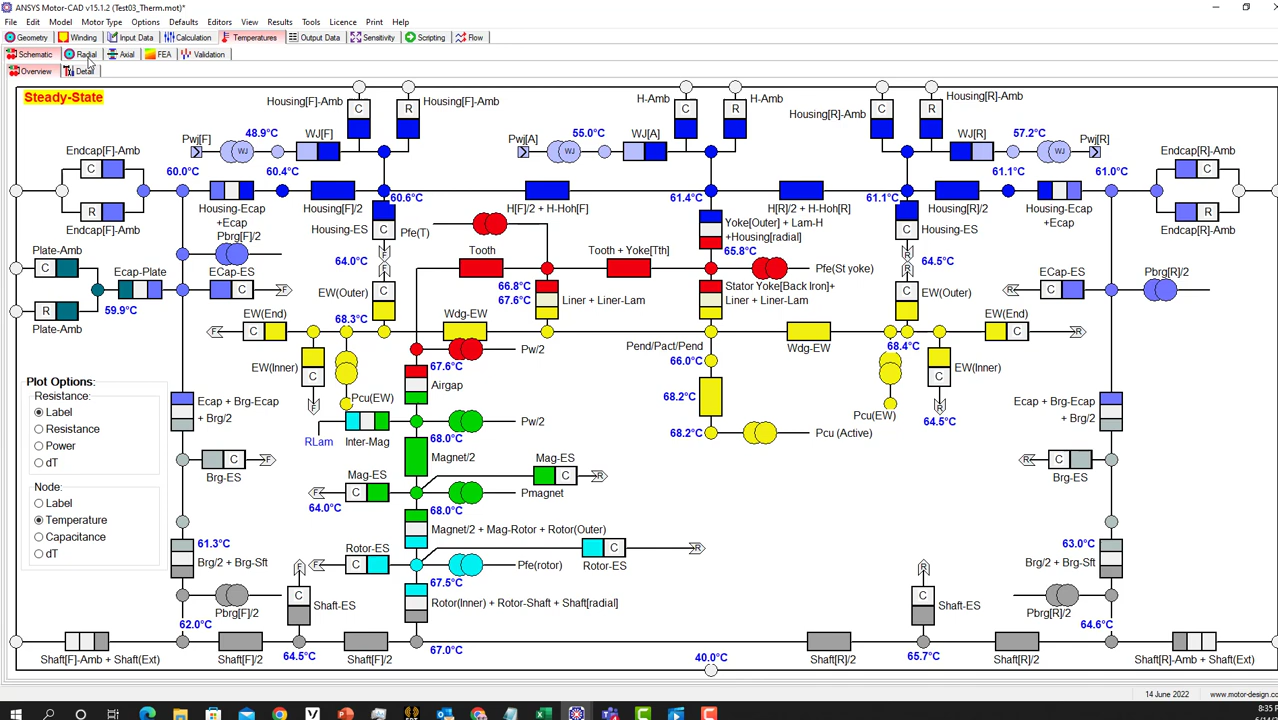 ANSYS Motor-CAD v15.1.2 (Test03_Therm.mot)*
File Edit Model Motor Type Options Defaults Editors View Results Tools Licence Print Help
Geometry Winding Input Data Calculation Temperatures Output Data Sensitivity Scripting Flow
Schematic Radial Axial FEA Validation
Overview Detail
Steady-State
Housing[F]-Amb C R Housing[F]-Amb
H-Amb C R H-Amb
Housing[R]-Amb C R Housing[R]-Amb
Pwj[F] 48.9°C WJ WJ[F]
Pwj[A] 55.0°C WJ WJ[A]
WJ[R] 57.2°C WJ Pwj[R]
Endcap[F]-Amb
C
R
Endcap[F]-Amb
60.0°C 60.4°C 60.6°C 61.4°C 61.1°C 61.1°C 61.0°C
Endcap[R]-Amb
C
R
Endcap[R]-Amb
Housing-Ecap
+Ecap
Housing[F]/2
H[F]/2 + H-Hoh[F]
H[R]/2 + H-Hoh[R]
Housing[R]/2
Housing-Ecap
+Ecap
Pbrg[F]/2
Housing-ES
C
Pfe(T)
Yoke[Outer] + Lam-H
+Housing[radial]
65.8°C
Housing-ES
C
Plate-Amb
C
R
Plate-Amb
Ecap-Plate
59.9°C
ECap-ES
C
F
64.0°C
F
F
EW(Outer)
C
68.3°C
Tooth
66.8°C
67.6°C
Liner + Liner-Lam
Tooth + Yoke[Tth]
Pfe(St yoke)
Stator Yoke[Back Iron]+
Liner + Liner-Lam
64.5°C
R
R
EW(Outer)
C
68.4°C
ECap-ES
R
C
Pbrg[R]/2
EW(End)
F
C
Wdg-EW
Wdg-EW
EW(End)
C
R
EW(Inner)
C
F
Pcu(EW)
Pw/2
67.6°C
Airgap
Pend/Pact/Pend
66.0°C
68.2°C
68.2°C
Pcu (Active)
Pcu(EW)
EW(Inner)
C
R
64.5°C
Plot Options:
Resistance:
Label
Resistance
Power
dT
Node:
Label
Temperature
Capacitance
dT
Ecap + Brg-Ecap
+ Brg/2
C
F
Brg-ES
61.3°C
Brg/2 + Brg-Sft
Pbrg[F]/2
62.0°C
RLam
Inter-Mag
Pw/2
68.0°C
Magnet/2
Mag-ES
F
C
64.0°C
Mag-ES
C
R
Pmagnet
68.0°C
Magnet/2 + Mag-Rotor + Rotor(Outer)
Rotor-ES
F
C
C
R
Rotor-ES
Pfe(rotor)
67.5°C
Rotor(Inner) + Rotor-Shaft + Shaft[radial]
F
C
Shaft-ES
Ecap + Brg-Ecap
+ Brg/2
R
C
Brg-ES
63.0°C
Brg/2 + Brg-Sft
R
C
Shaft-ES
Pbrg[R]/2
64.6°C
Shaft[F]-Amb + Shaft(Ext)
Shaft[F]/2
64.5°C
Shaft[F]/2
67.0°C
40.0°C
Shaft[R]/2
65.7°C
Shaft[R]/2
Shaft[R]-Amb + Shaft(Ext)
14 June 2022 www.motor-design.co
8:35